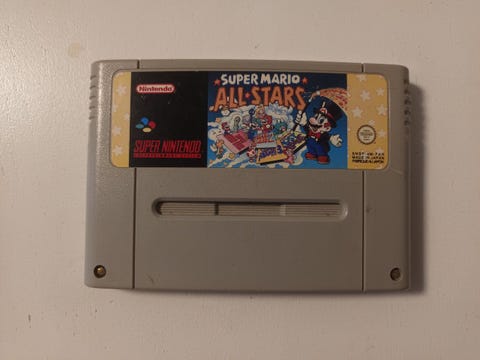 Nintendo
SUPER MARIO
ALL·STARS
SUPER NINTENDO
ENTERTAINMENT SYSTEM
MADE IN JAPAN